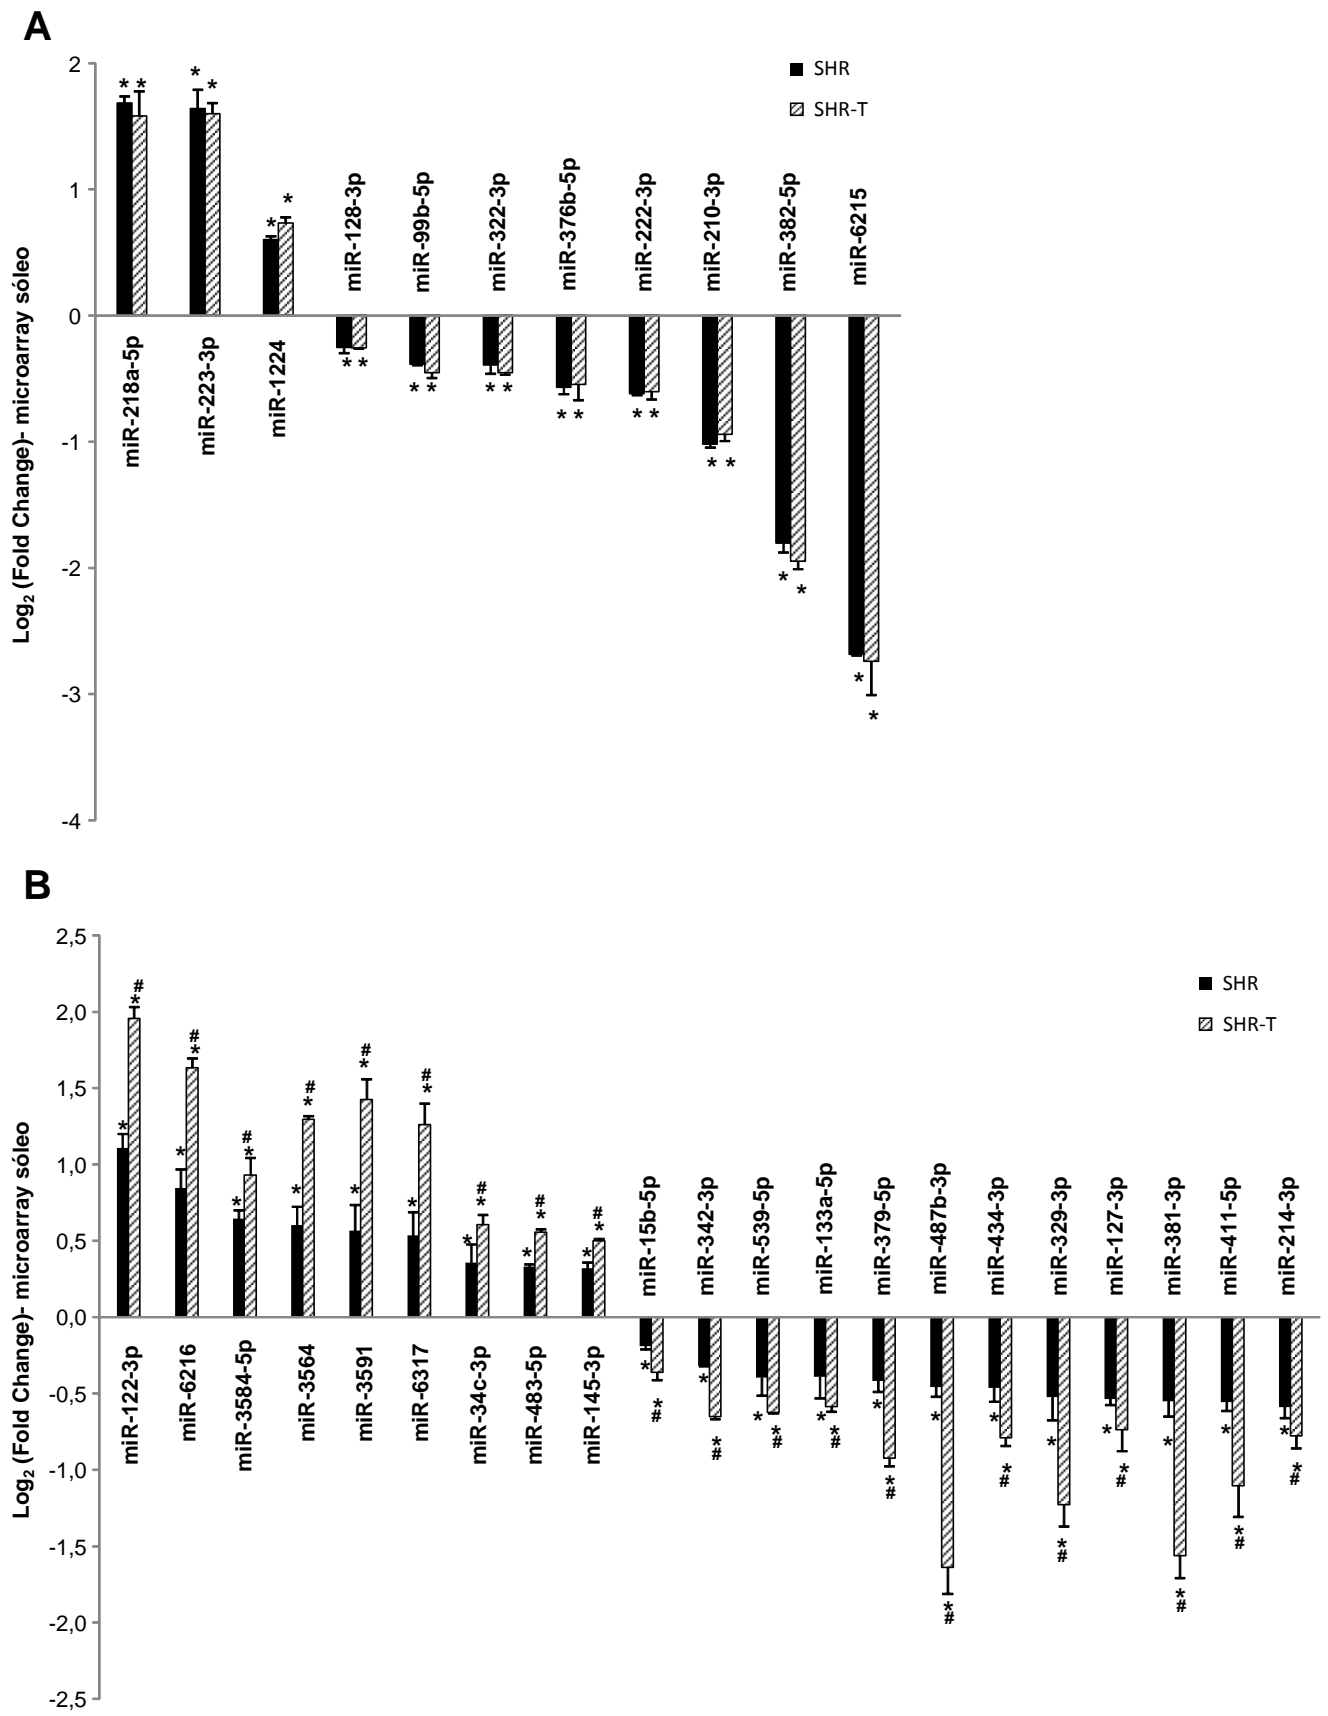 A
Log₂ (Fold Change)- microarray sóleo
2
1
0
-1
-2
-3
-4
SHR
SHR-T
* *
* *
* *
miR-218a-5p
miR-223-3p
miR-1224
miR-128-3p
miR-99b-5p
miR-322-3p
miR-376b-5p
miR-222-3p
miR-210-3p
miR-382-5p
miR-6215
* *
* *
* *
* *
* *
* *
* *
* *
B
Log₂ (Fold Change)- microarray sóleo
2,5
2,0
1,5
1,0
0,5
0,0
-0,5
-1,0
-1,5
-2,0
-2,5
SHR
SHR-T
* * #
* * #
* * #
* * #
* * #
* * #
* * #
* * #
* * #
miR-122-3p
miR-6216
miR-3584-5p
miR-3564
miR-3591
miR-6317
miR-34c-3p
miR-483-5p
miR-145-3p
miR-15b-5p
miR-342-3p
miR-539-5p
miR-133a-5p
miR-379-5p
miR-487b-3p
miR-434-3p
miR-329-3p
miR-127-3p
miR-381-3p
miR-411-5p
miR-214-3p
* * #
* * #
* * #
* * #
* * #
* * #
* * #
* * #
* * #
* * #
* * #
* * #